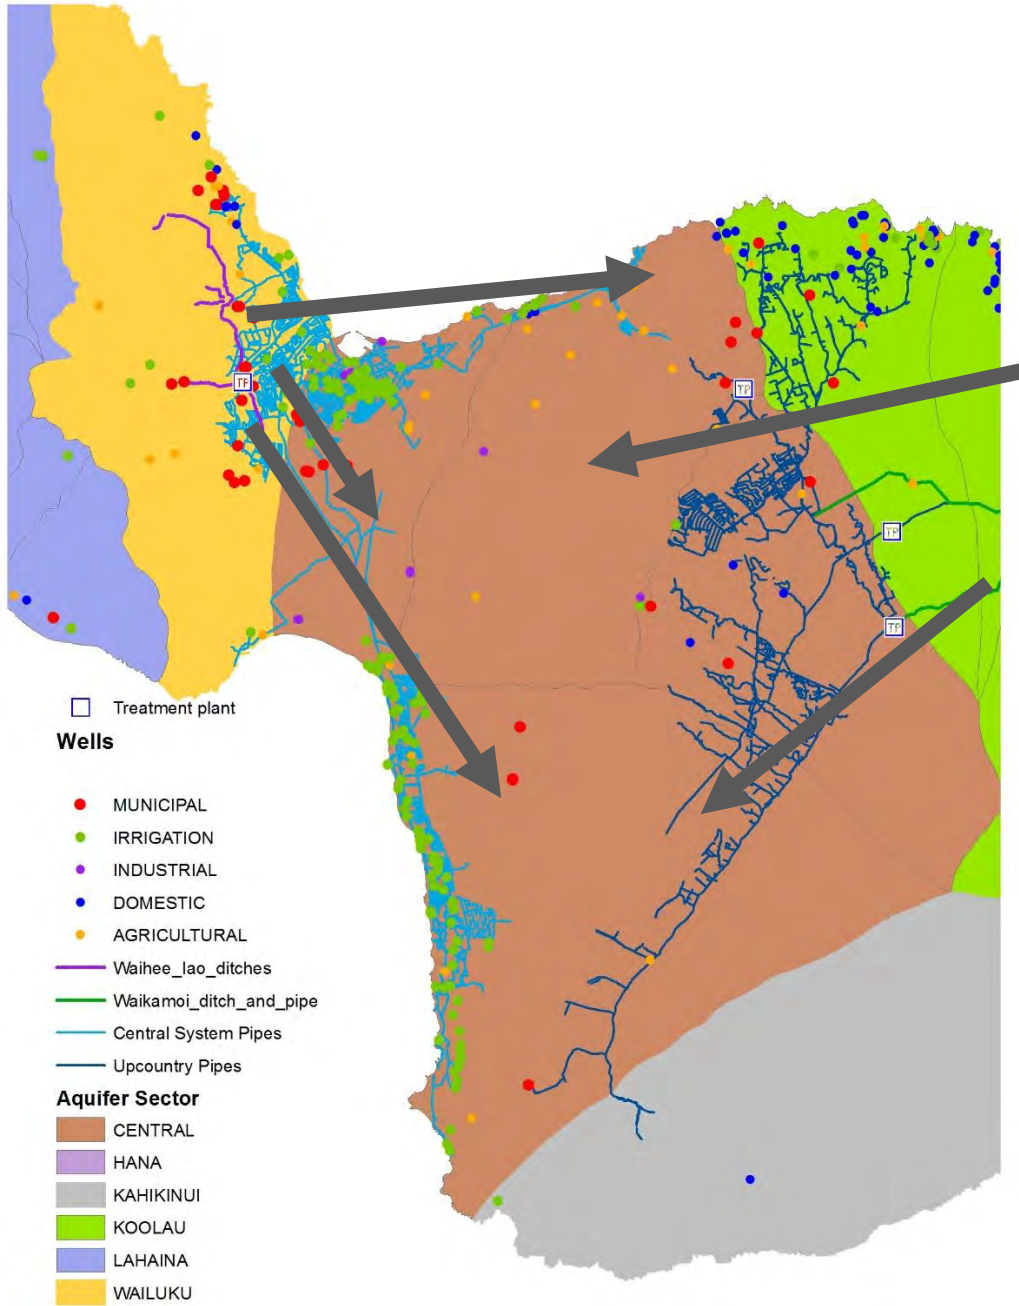 TP
TP
TP
TP
Treatment plant
Wells
MUNICIPAL
IRRIGATION
INDUSTRIAL
DOMESTIC
AGRICULTURAL
Waihee_Iao_ditches
Waikamoi_ditch_and_pipe
Central System Pipes
Upcountry Pipes
Aquifer Sector
CENTRAL
HANA
KAHIKINUI
KOOLAU
LAHAINA
WAILUKU